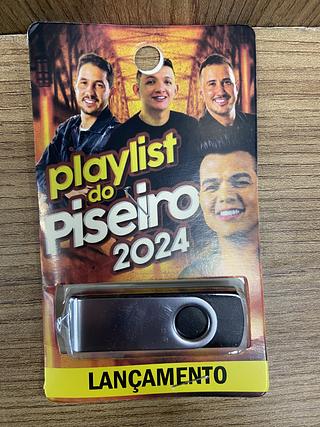 playlist
do
Piseiro
2024
LANÇAMENTO